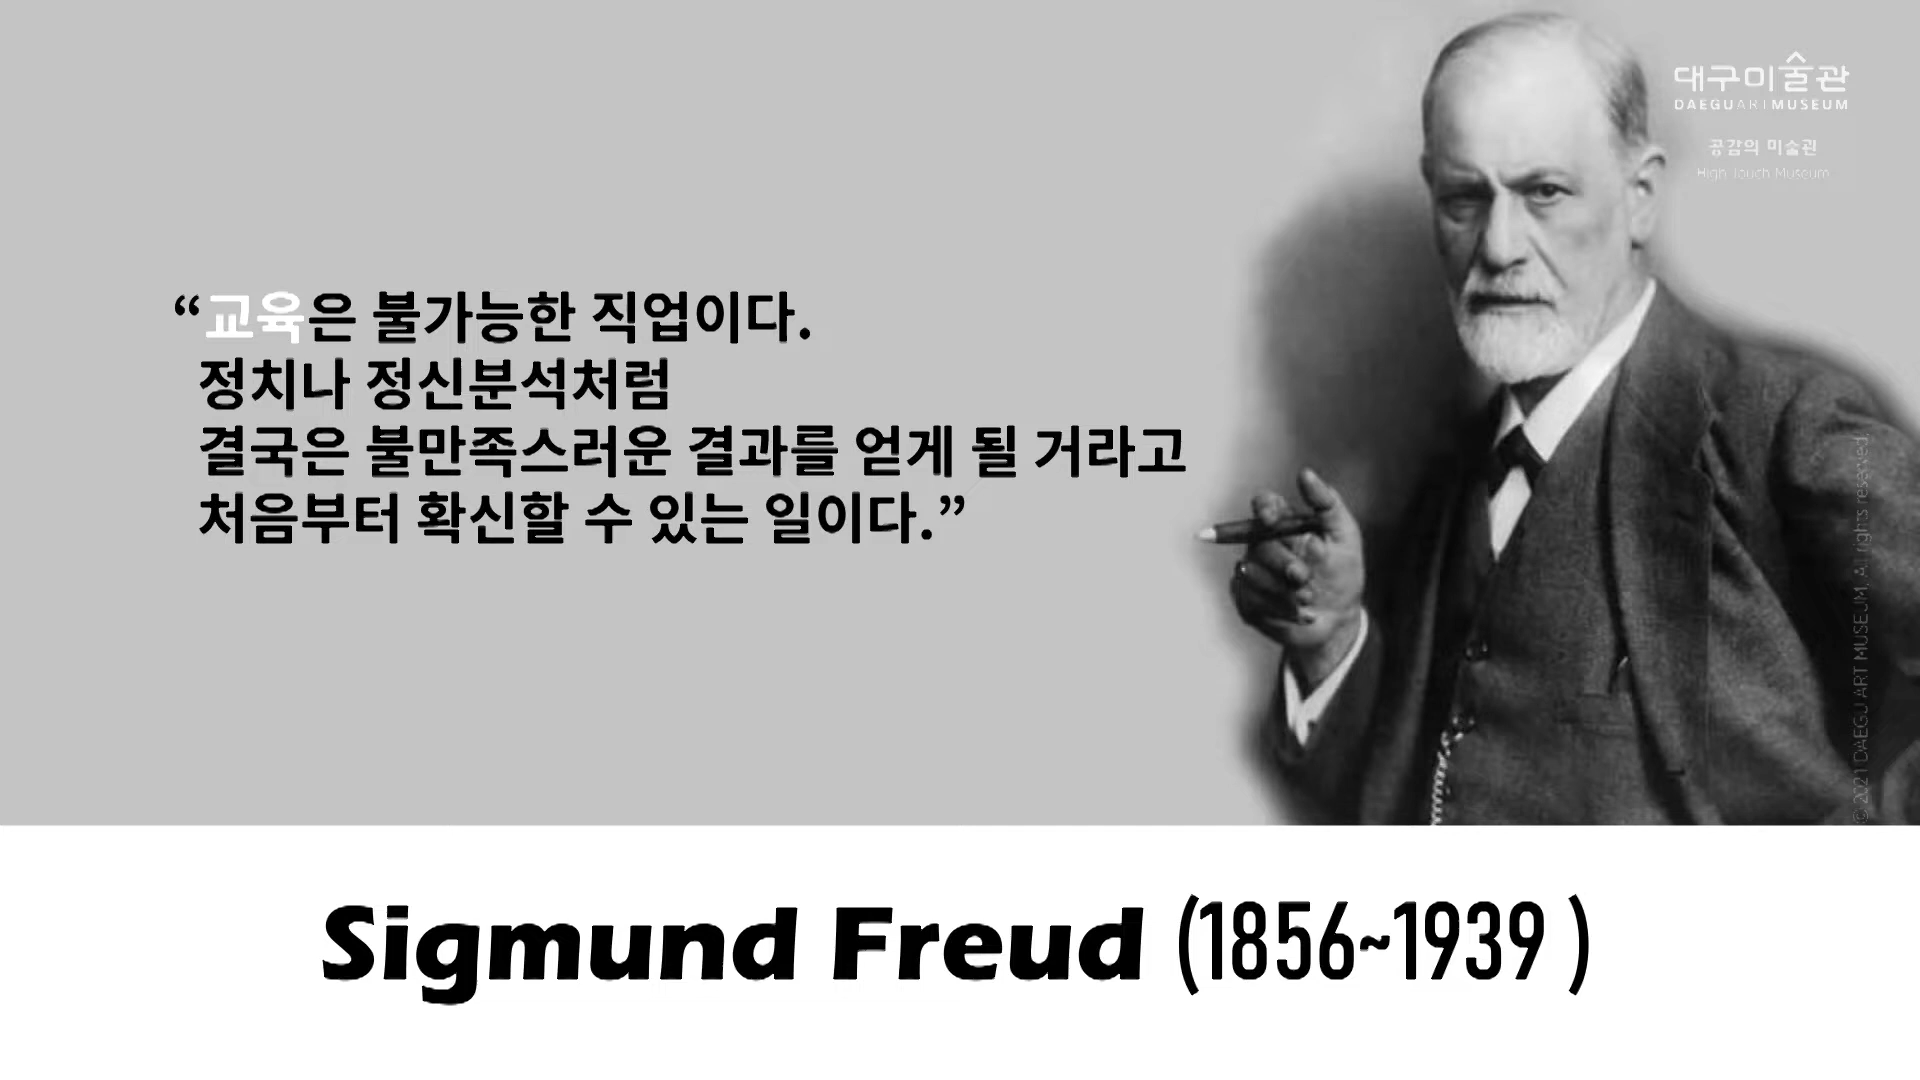 대구미술관
DAEGU ART MUSEUM
공감의 미술관
High Touch Museum
“교육은 불가능한 직업이다.
정치나 정신분석처럼
결국은 불만족스러운 결과를 얻게 될 거라고
처음부터 확신할 수 있는 일이다.”
© 2021 DAEGU ART MUSEUM. All rights reserved.
Sigmund Freud (1856~1939 )